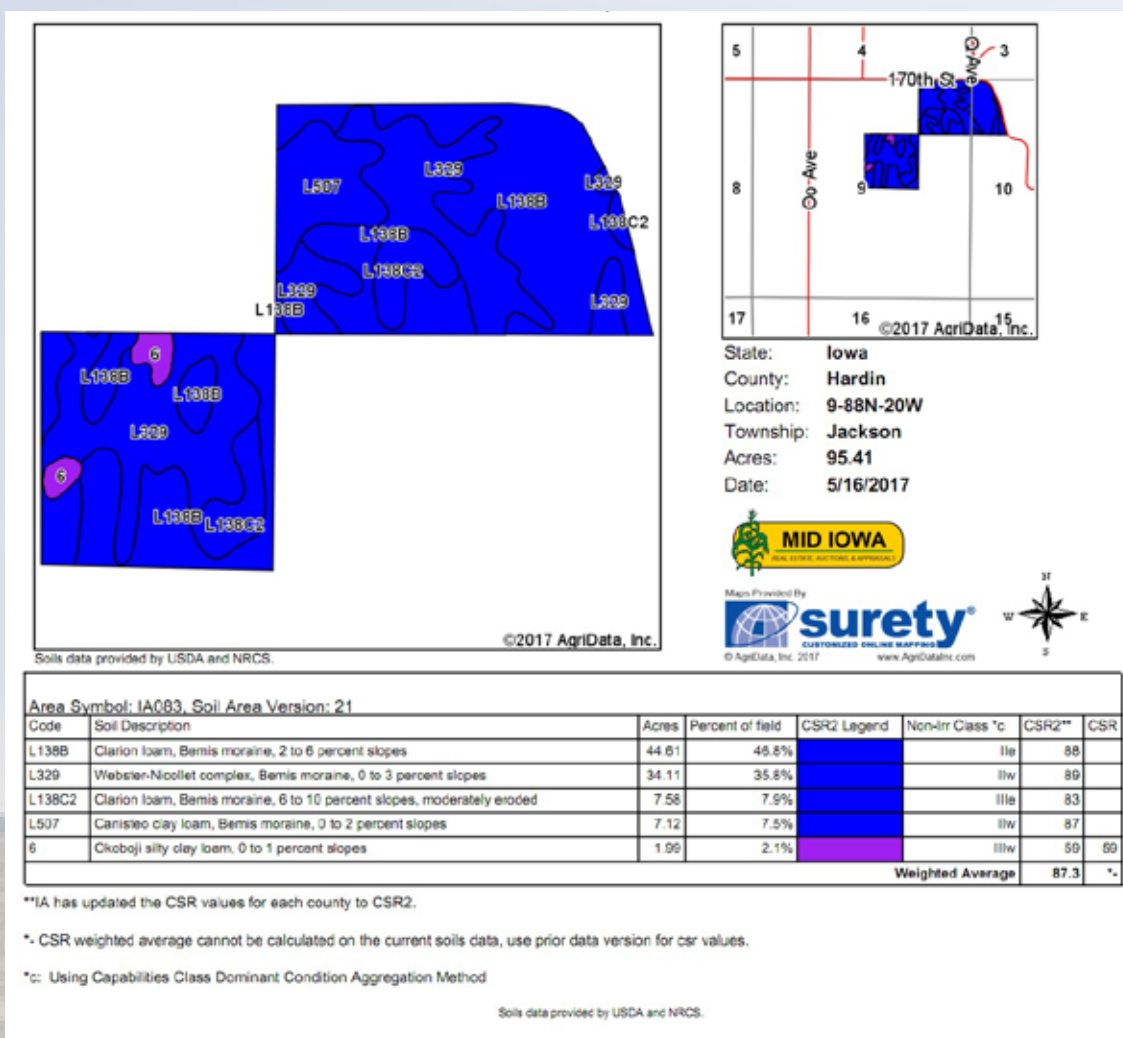 L507
L329
L138B
L329
L138C2
L138B
L138C2
L329
L138B
L329
6
L138B
L138B
L329
6
L138B
L138C2
©2017 AgriData, Inc.
Soils data provided by USDA and NRCS.
5 4 Q Ave 3
170th St
Oo Ave
8 9 10
17 16 15
©2017 AgriData, Inc.
State: Iowa
County: Hardin
Location: 9-88N-20W
Township: Jackson
Acres: 95.41
Date: 5/16/2017
MID IOWA
REAL ESTATE, AUCTIONS & APPRAISALS
Maps Provided By
surety®
CUSTOMIZED ONLINE MAPPING
© AgriData, Inc. 2017 www.AgriDataInc.com
N
W E
S
Area Symbol: IA083, Soil Area Version: 21
Code Soil Description Acres Percent of field CSR2 Legend Non-Irr Class *c CSR2** CSR
L138B Clarion loam, Bemis moraine, 2 to 6 percent slopes 44.61 46.8% IIe 88
L329 Webster-Nicollet complex, Bemis moraine, 0 to 3 percent slopes 34.11 35.8% IIw 89
L138C2 Clarion loam, Bemis moraine, 6 to 10 percent slopes, moderately eroded 7.58 7.9% IIIe 83
L507 Canisteo clay loam, Bemis moraine, 0 to 2 percent slopes 7.12 7.5% IIw 87
6 Okoboji silty clay loam, 0 to 1 percent slopes 1.99 2.1% IIIw 59 59
Weighted Average 87.3 *-
**IA has updated the CSR values for each county to CSR2.
*- CSR weighted average cannot be calculated on the current soils data, use prior data version for csr values.
*c: Using Capabilities Class Dominant Condition Aggregation Method
Soils data provided by USDA and NRCS.